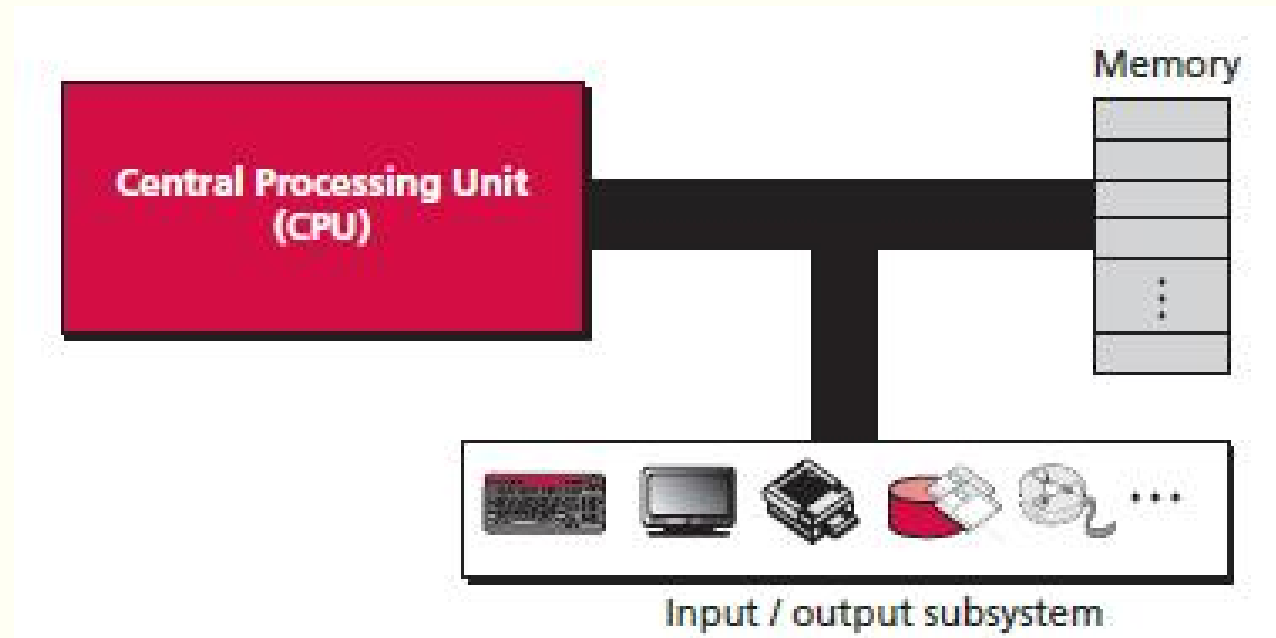 Memory
Central Processing Unit
(CPU)
Input / output subsystem